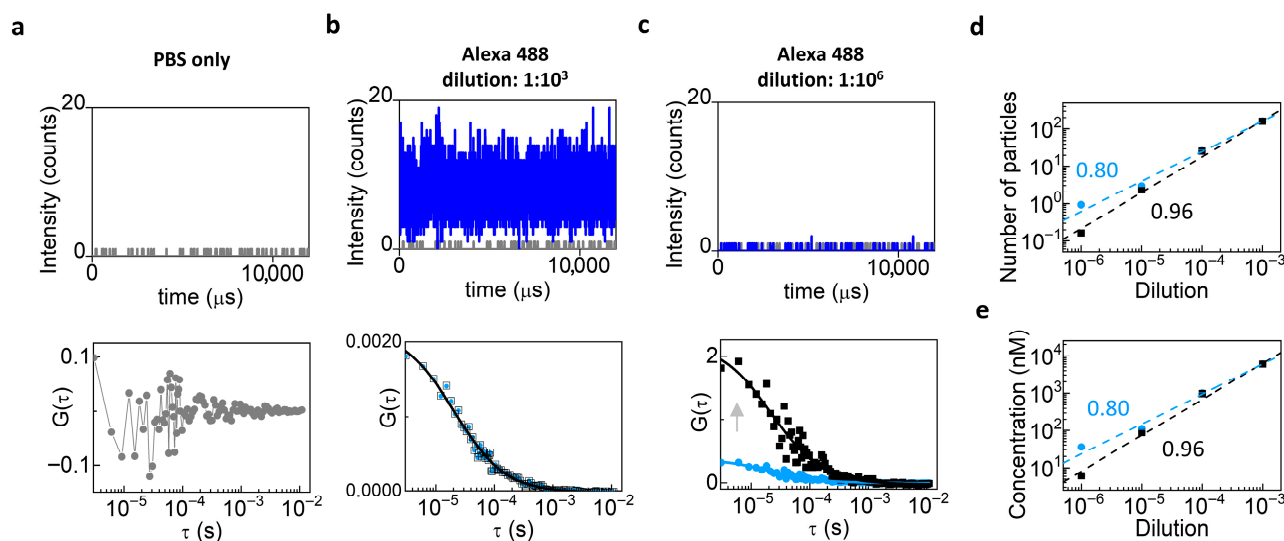 a
PBS only
20
0
Intensity (counts)
0
10,000
time (μs)
0.1
−0.1
G(τ)
10⁻⁵
10⁻⁴
10⁻³
10⁻²
τ (s)
b
Alexa 488
dilution: 1:10³
20
0
Intensity (counts)
0
10,000
time (μs)
0.0020
0.0000
G(τ)
10⁻⁵
10⁻⁴
10⁻³
10⁻²
τ (s)
c
Alexa 488
dilution: 1:10⁶
20
0
Intensity (counts)
0
10,000
time (μs)
2
1
0
G(τ)
10⁻⁵
10⁻⁴
10⁻³
10⁻²
τ (s)
d
Number of particles
10²
10¹
10⁰
10⁻¹
0.80
0.96
10⁻⁶
10⁻⁵
10⁻⁴
10⁻³
Dilution
e
Concentration (nM)
10⁴
10³
10²
10¹
0.80
0.96
10⁻⁶
10⁻⁵
10⁻⁴
10⁻³
Dilution